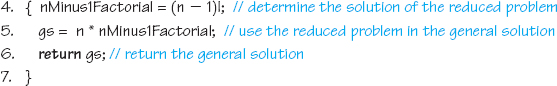 4. { nMinus1Factorial = (n − 1)!; // determine the solution of the reduced problem
5. gs = n * nMinus1Factorial; // use the reduced problem in the general solution
6. return gs; // return the general solution
7. }